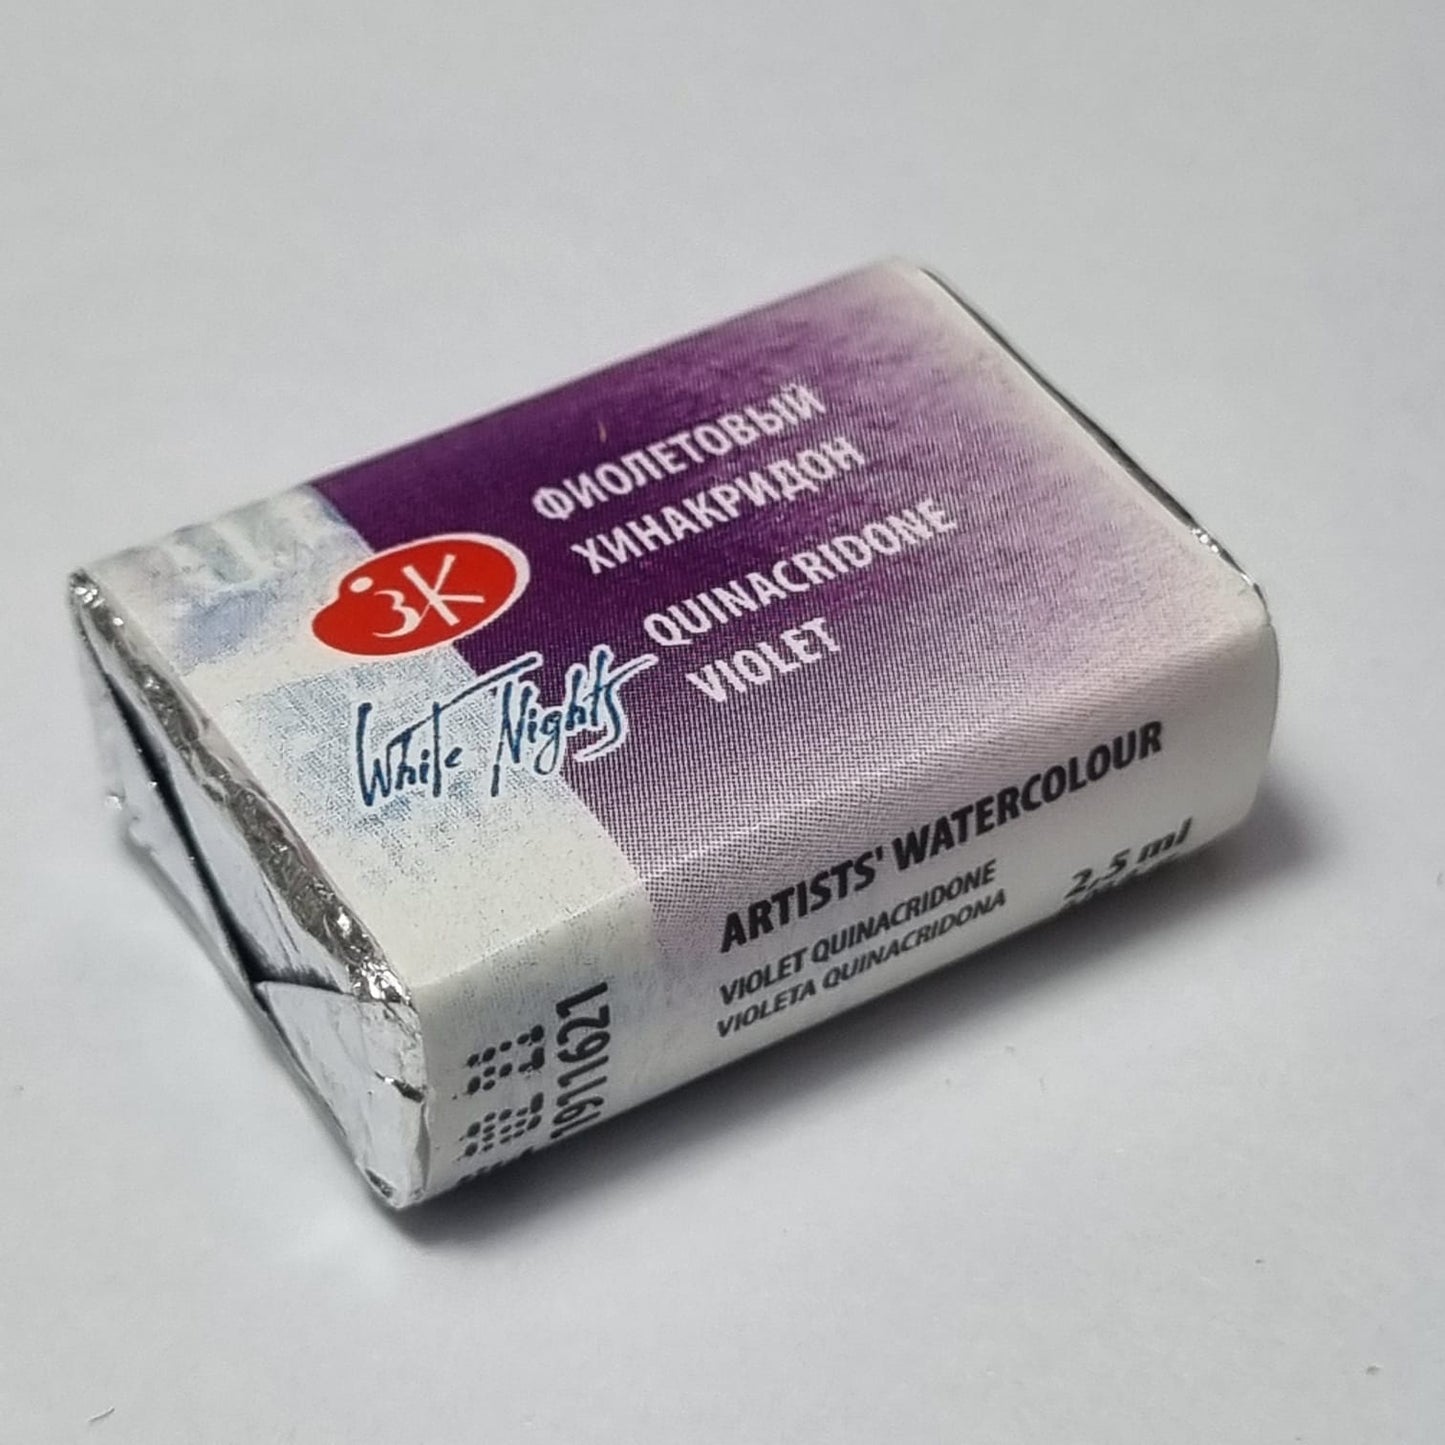 ФИОЛЕТОВЫЙ
ХИНАКРИДОН
QUINACRIDONE
VIOLET
ЗК
White Nights
ARTISTS' WATERCOLOUR
VIOLET QUINACRIDONE
VIOLETA QUINACRIDONA
2,5 ml
1911621